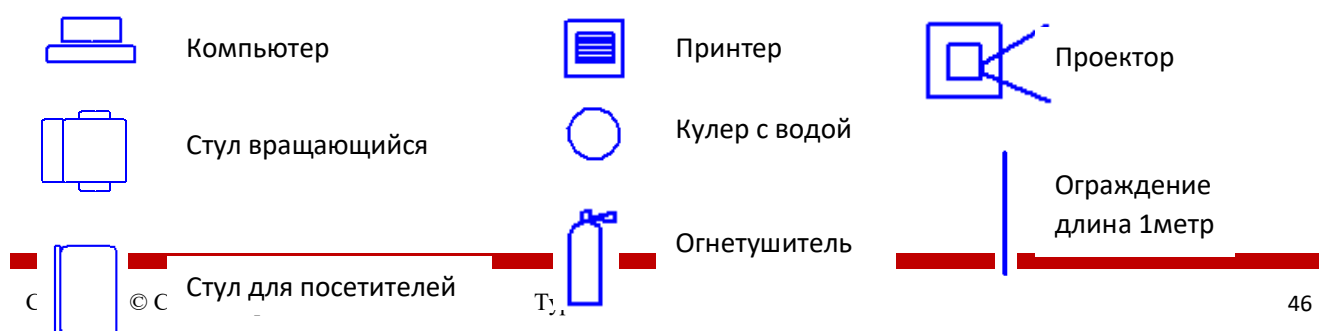 Компьютер
Принтер
Проектор
Стул вращающийся
Кулер с водой
Ограждение
длина 1метр
Огнетушитель
Стул для посетителей
© С
46